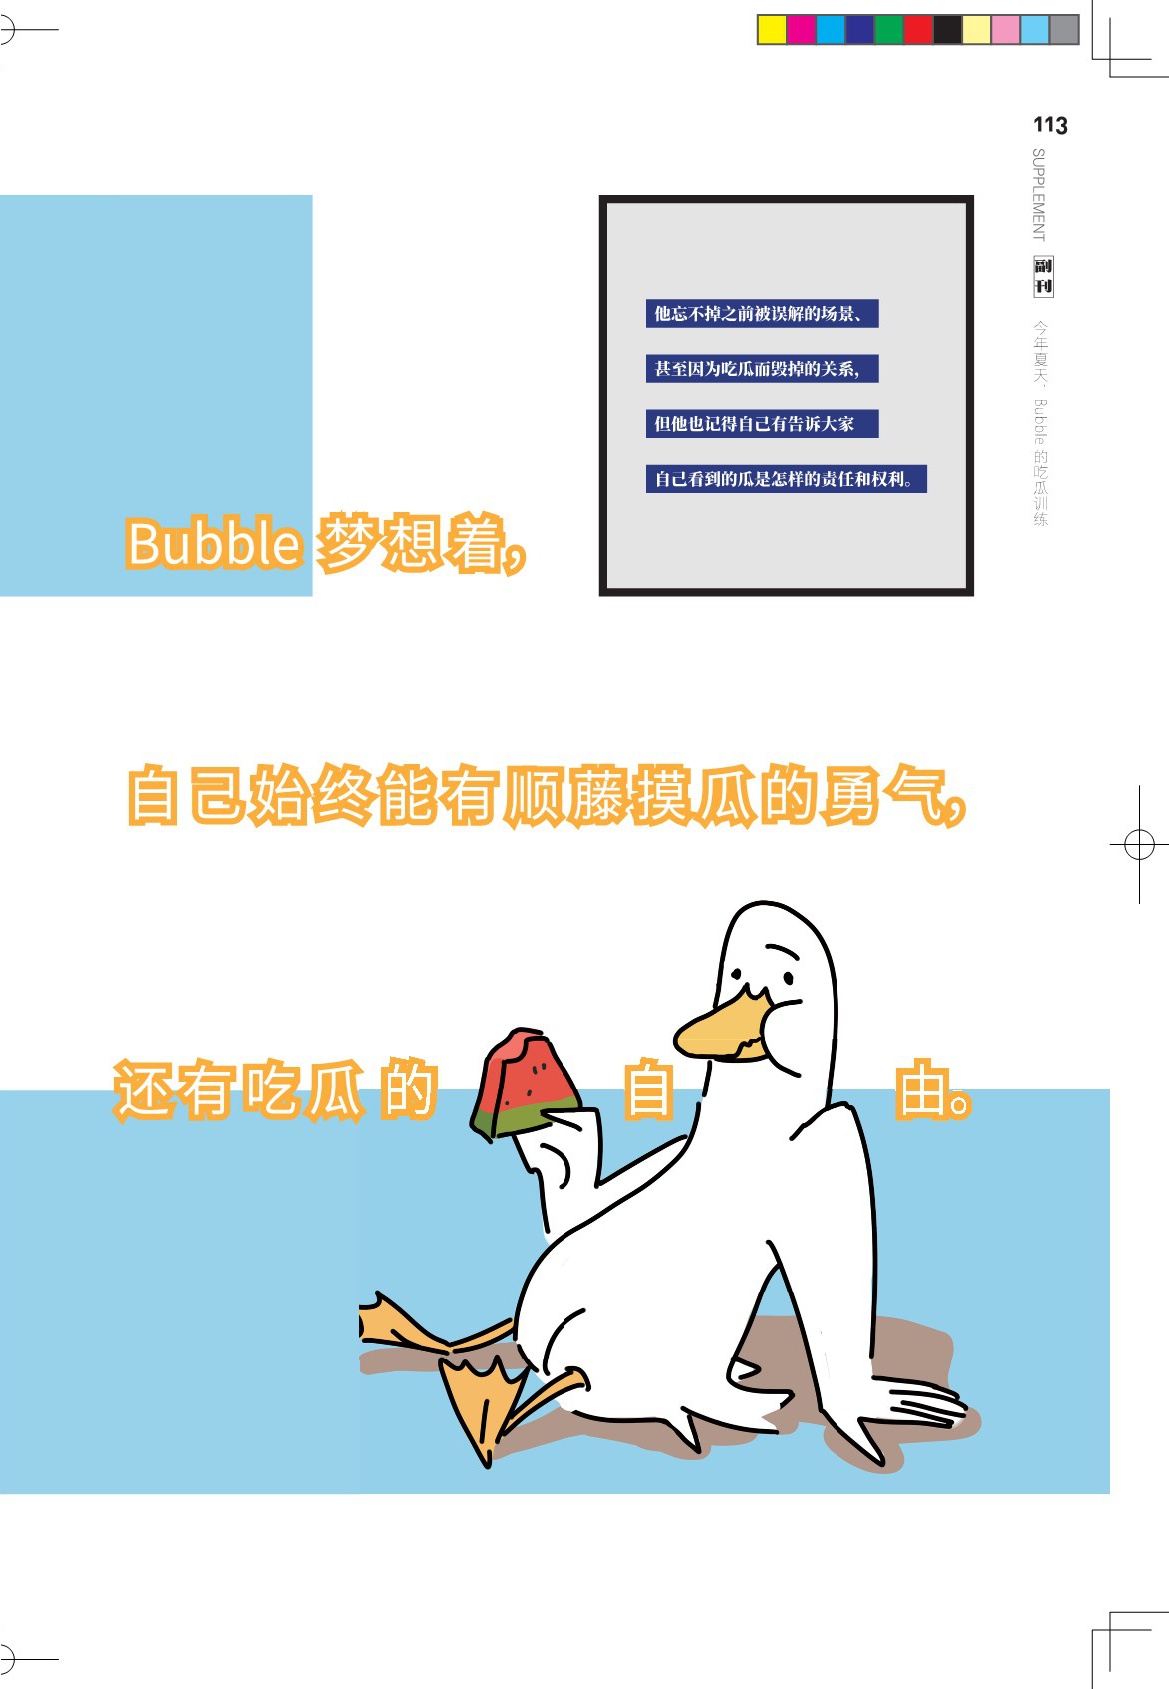 113
SUPPLEMENT 副刊 今年夏天，Bubble 的吃瓜训练
他忘不掉之前被误解的场景、
甚至因为吃瓜而毁掉的关系，
但他也记得自己有告诉大家
自己看到的瓜是怎样的责任和权利。
Bubble 梦想着，
自己始终能有顺藤摸瓜的勇气，
还有吃瓜的自由。